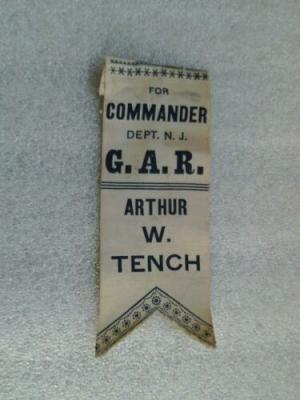 FOR
COMMANDER
DEPT. N. J.
G. A. R.
ARTHUR
W.
TENCH